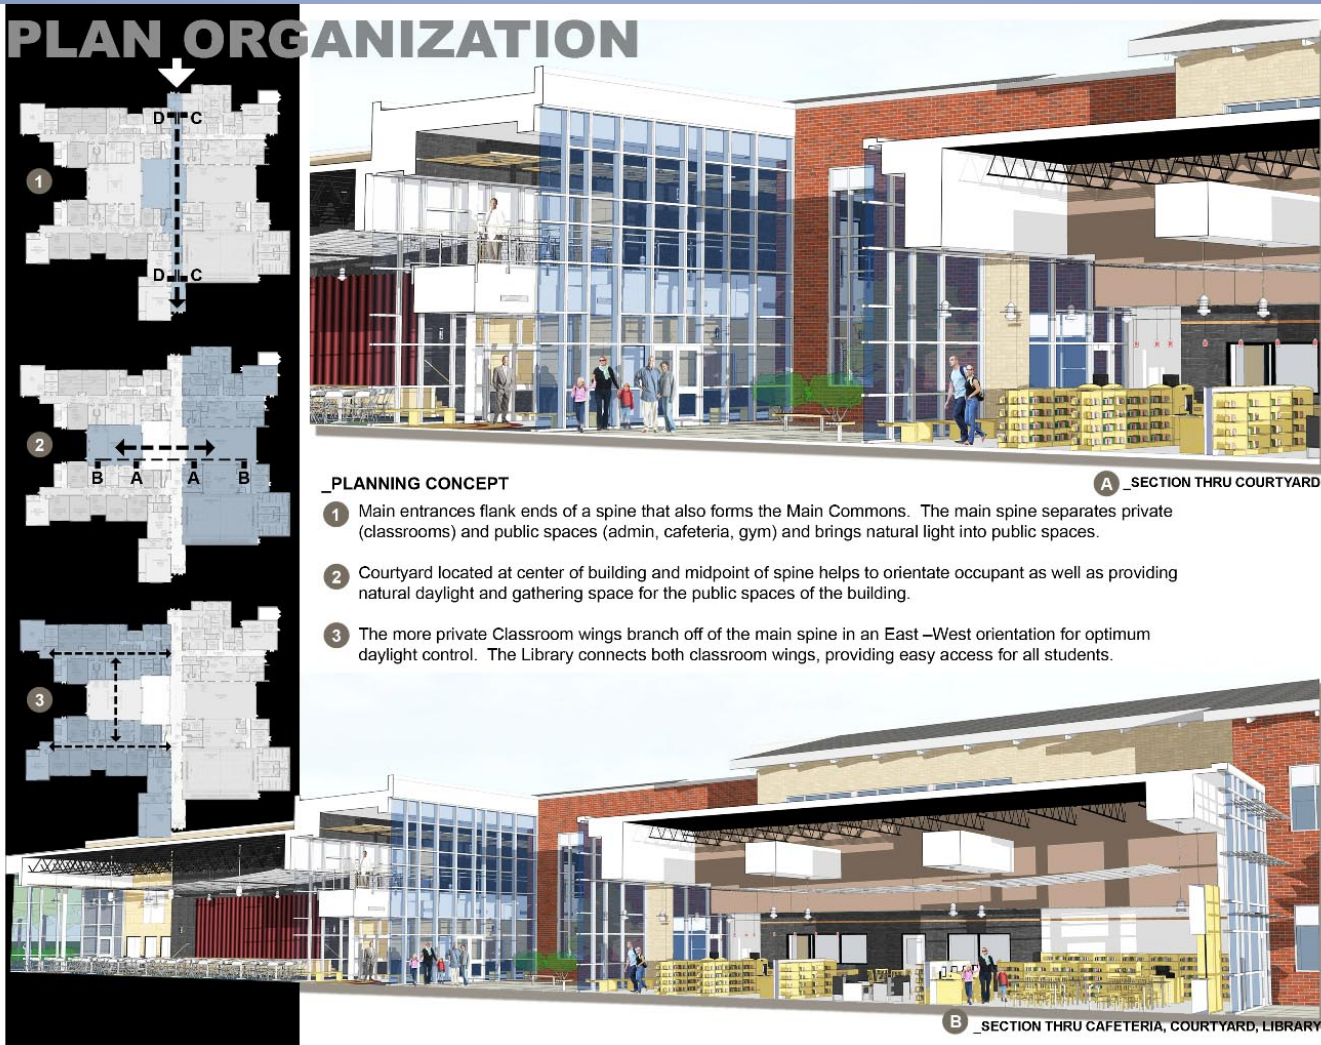 PLAN ORGANIZATION
D C
1
D C
2
B A A B
3
_PLANNING CONCEPT
A _SECTION THRU COURTYARD
1 Main entrances flank ends of a spine that also forms the Main Commons. The main spine separates private
(classrooms) and public spaces (admin, cafeteria, gym) and brings natural light into public spaces.
2 Courtyard located at center of building and midpoint of spine helps to orientate occupant as well as providing
natural daylight and gathering space for the public spaces of the building.
3 The more private Classroom wings branch off of the main spine in an East –West orientation for optimum
daylight control. The Library connects both classroom wings, providing easy access for all students.
B _SECTION THRU CAFETERIA, COURTYARD, LIBRARY